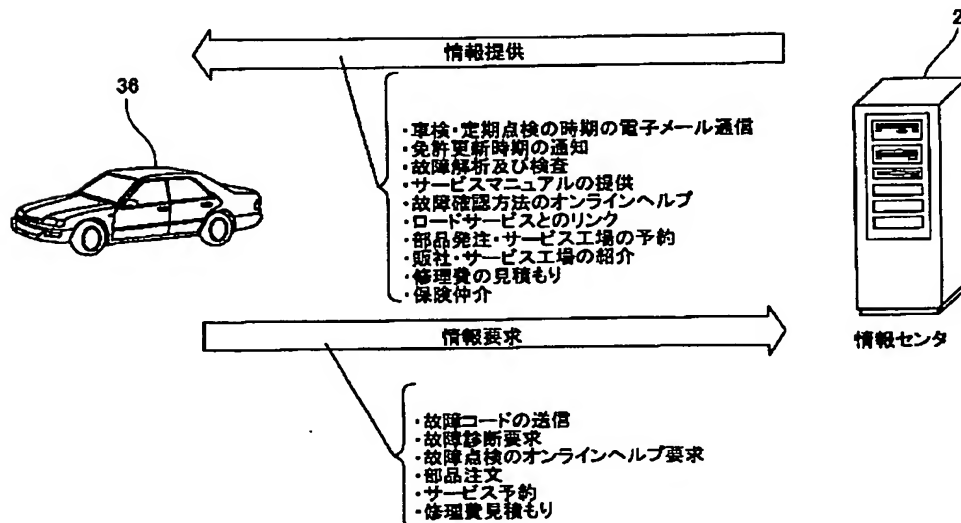 2
情報提供
36
・車検・定期点検の時期の電子メール通信
・免許更新時期の通知
・故障解析及び検査
・サービスマニュアルの提供
・故障確認方法のオンラインヘルプ
・ロードサービスとのリンク
・部品発注・サービス工場の予約
・販社・サービス工場の紹介
・修理費の見積もり
・保険仲介
情報要求
情報センタ
・故障コードの送信
・故障診断要求
・故障点検のオンラインヘルプ要求
・部品注文
・サービス予約
・修理費見積もり